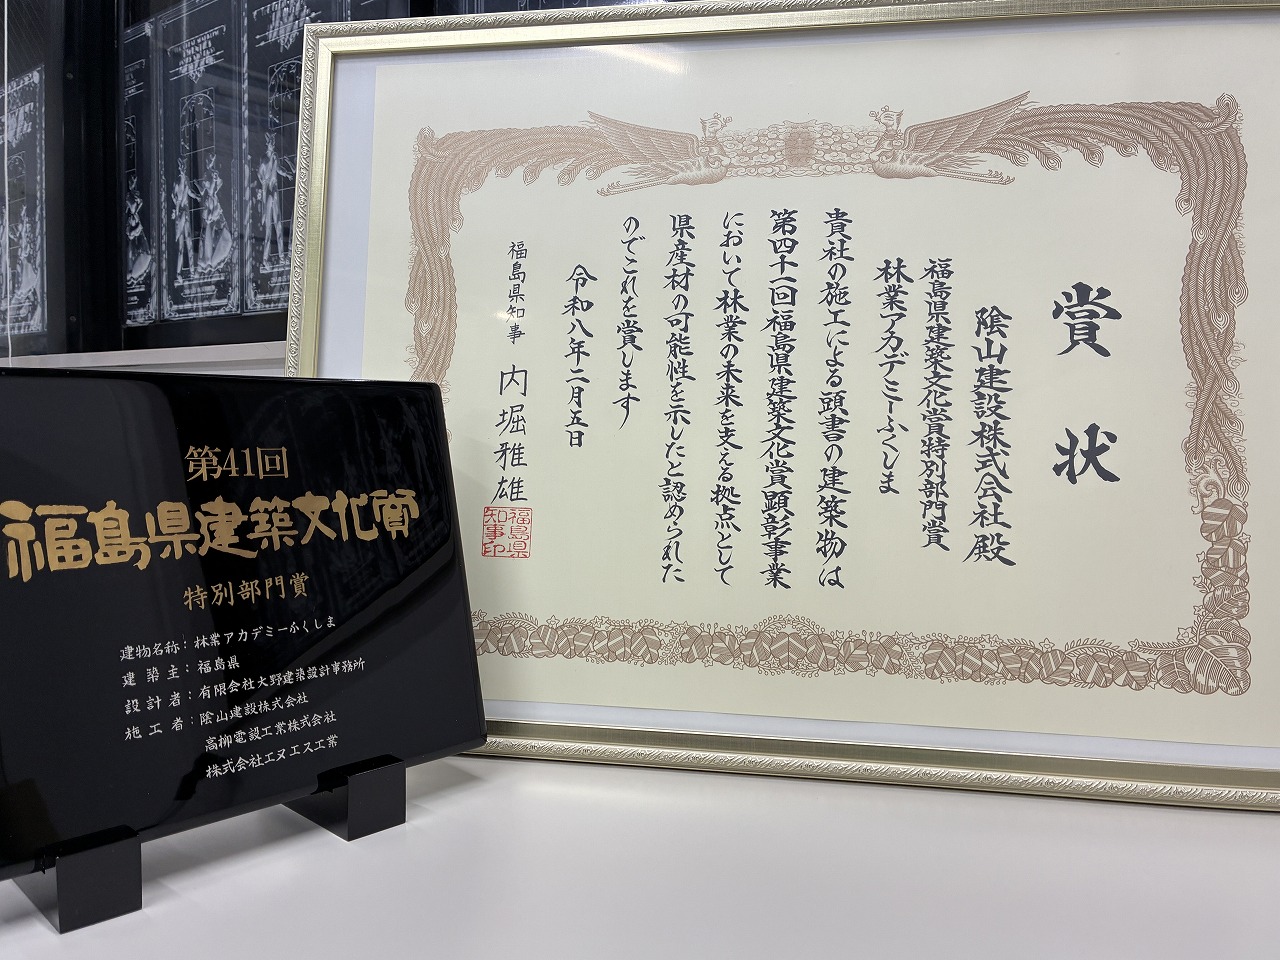 賞状
陰山建設株式会社殿
福島県建築文化賞特別部門賞
林業アカデミーふくしま
貴社の施工による頭書の建築物は
第四十一回福島県建築文化賞顕彰事業
において林業の未来を支える拠点として
県産材の可能性を示したと認められた
のでこれを賞します
令和八年二月五日
福島県知事 内堀雅雄
福島県
知事印
第41回
福島県建築文化賞
特別部門賞
建物名称：林業アカデミーふくしま
建築主：福島県
設計者：有限会社大野建築設計事務所
施工者：陰山建設株式会社
高柳電設工業株式会社
株式会社エヌエス工業